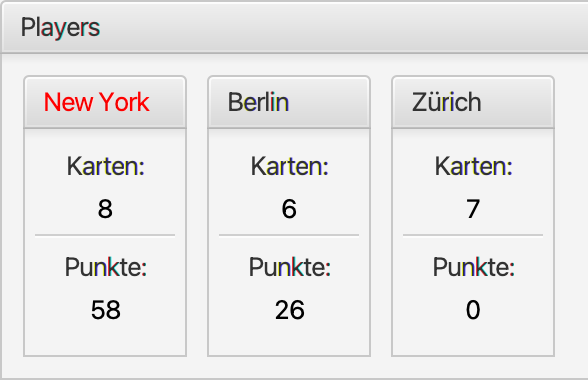 Players
New York
Karten:
8
Punkte:
58
Berlin
Karten:
6
Punkte:
26
Zürich
Karten:
7
Punkte:
0